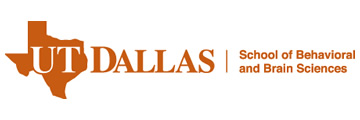 UT DALLAS
School of Behavioral
and Brain Sciences